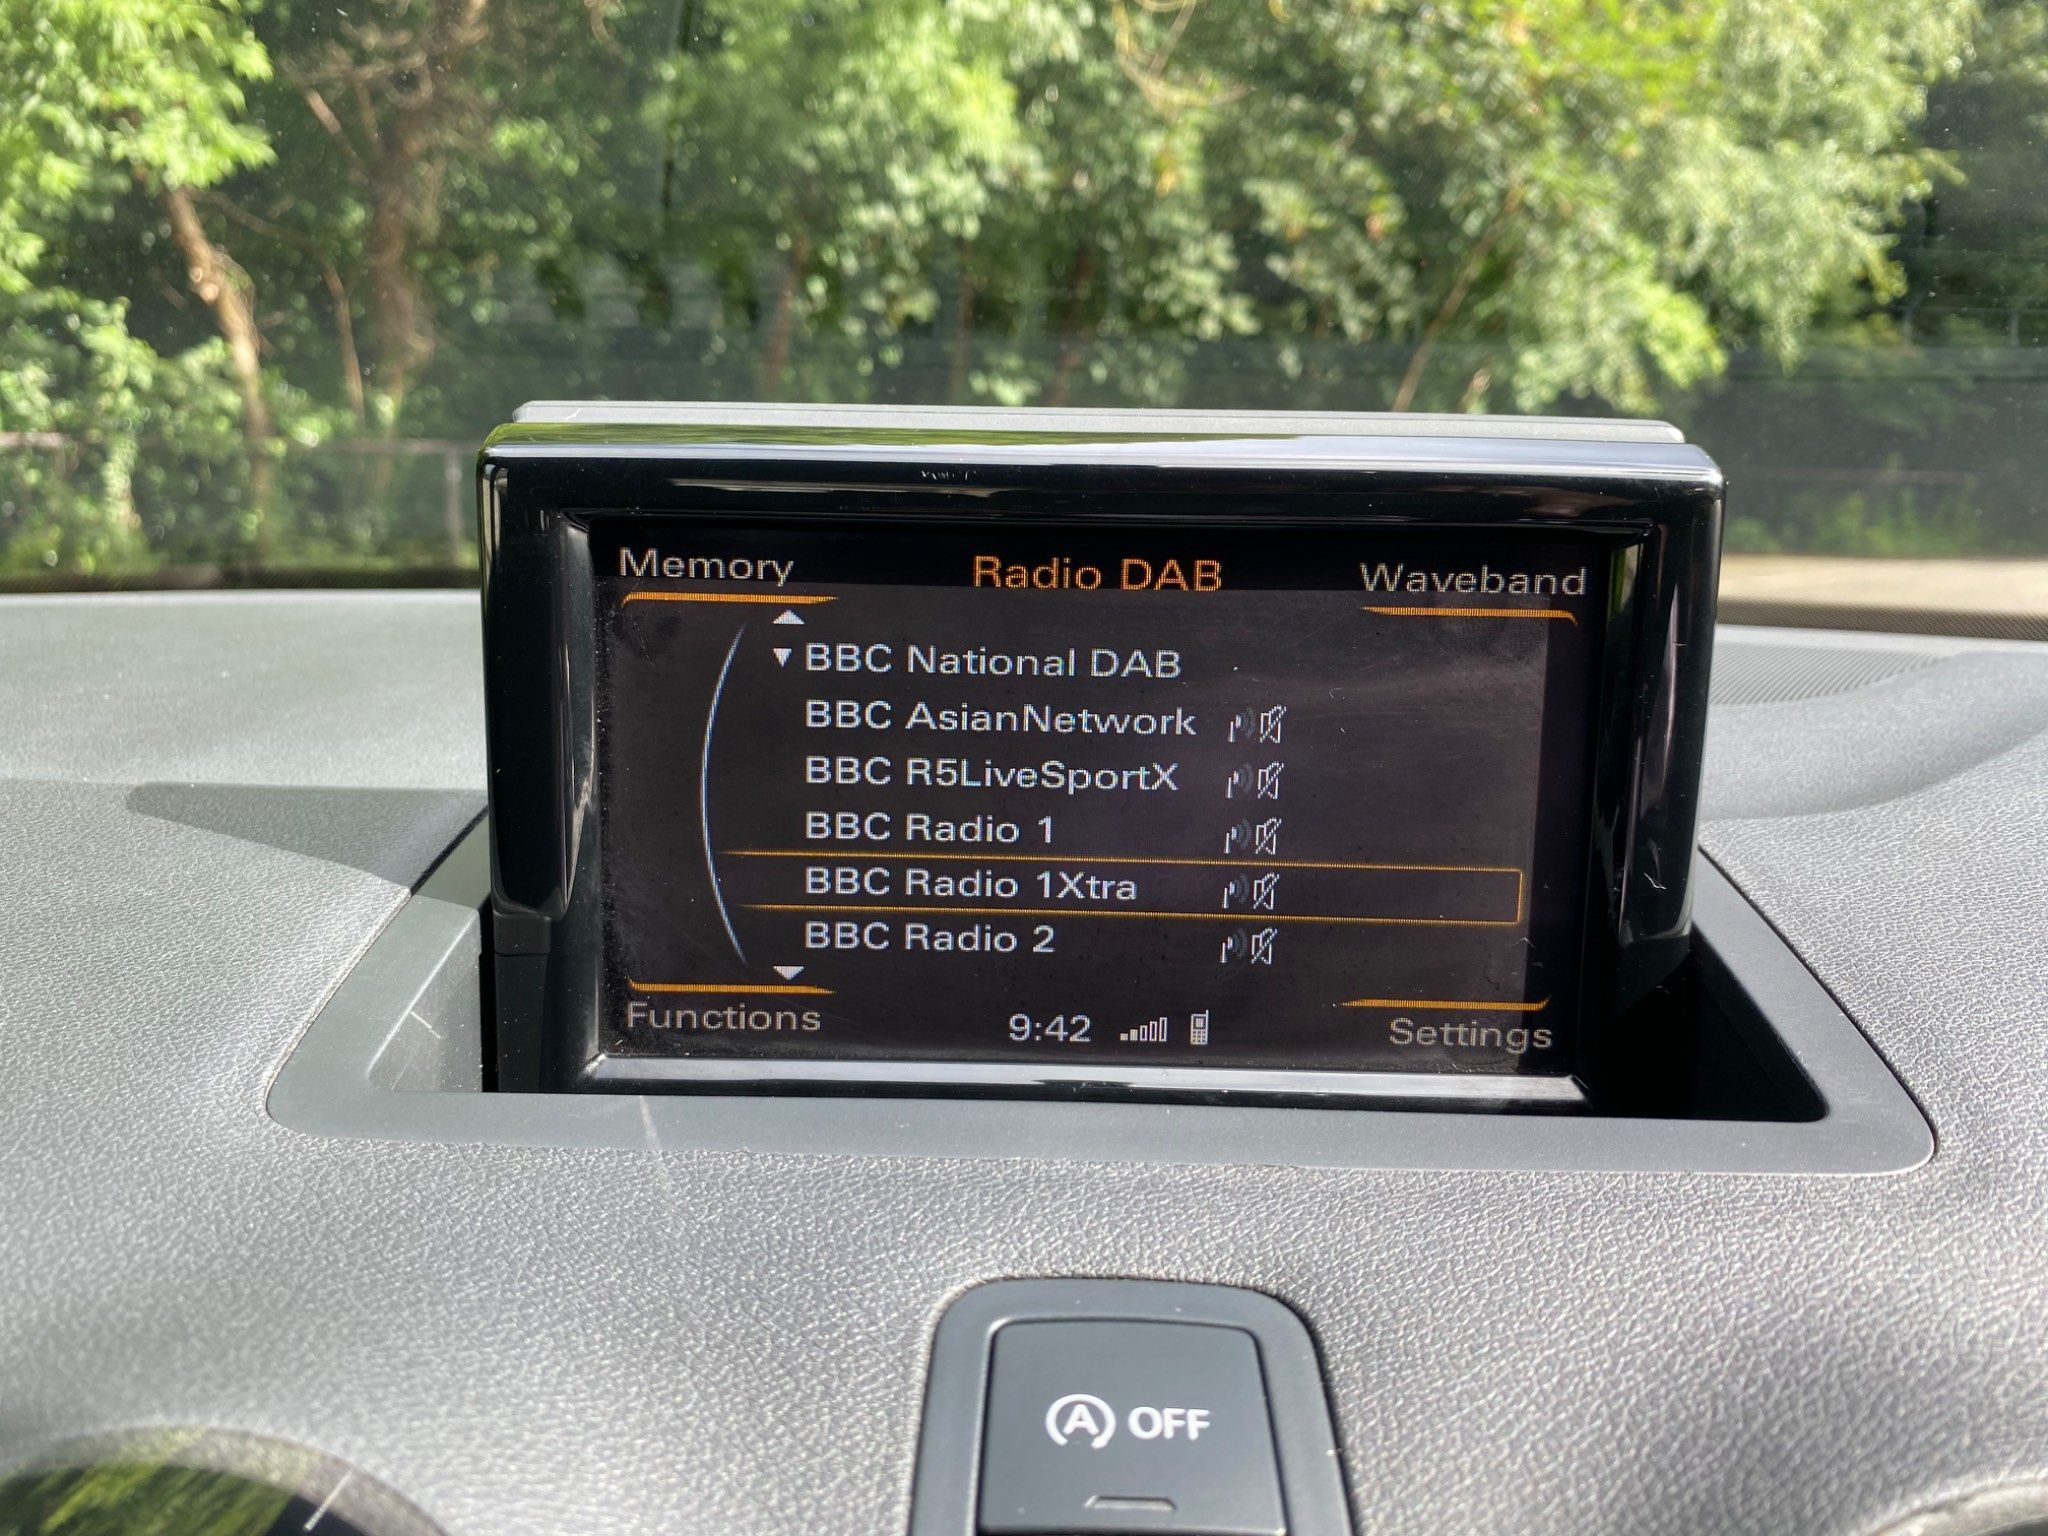 Memory Radio DAB Waveband
BBC National DAB
BBC AsianNetwork
BBC R5LiveSportX
BBC Radio 1
BBC Radio 1Xtra
BBC Radio 2
Functions 9:42 Settings
A OFF